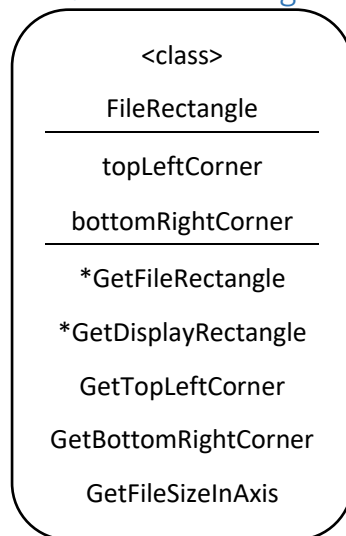 <class>
FileRectangle
topLeftCorner
bottomRightCorner
*GetFileRectangle
*GetDisplayRectangle
GetTopLeftCorner
GetBottomRightCorner
GetFileSizeInAxis